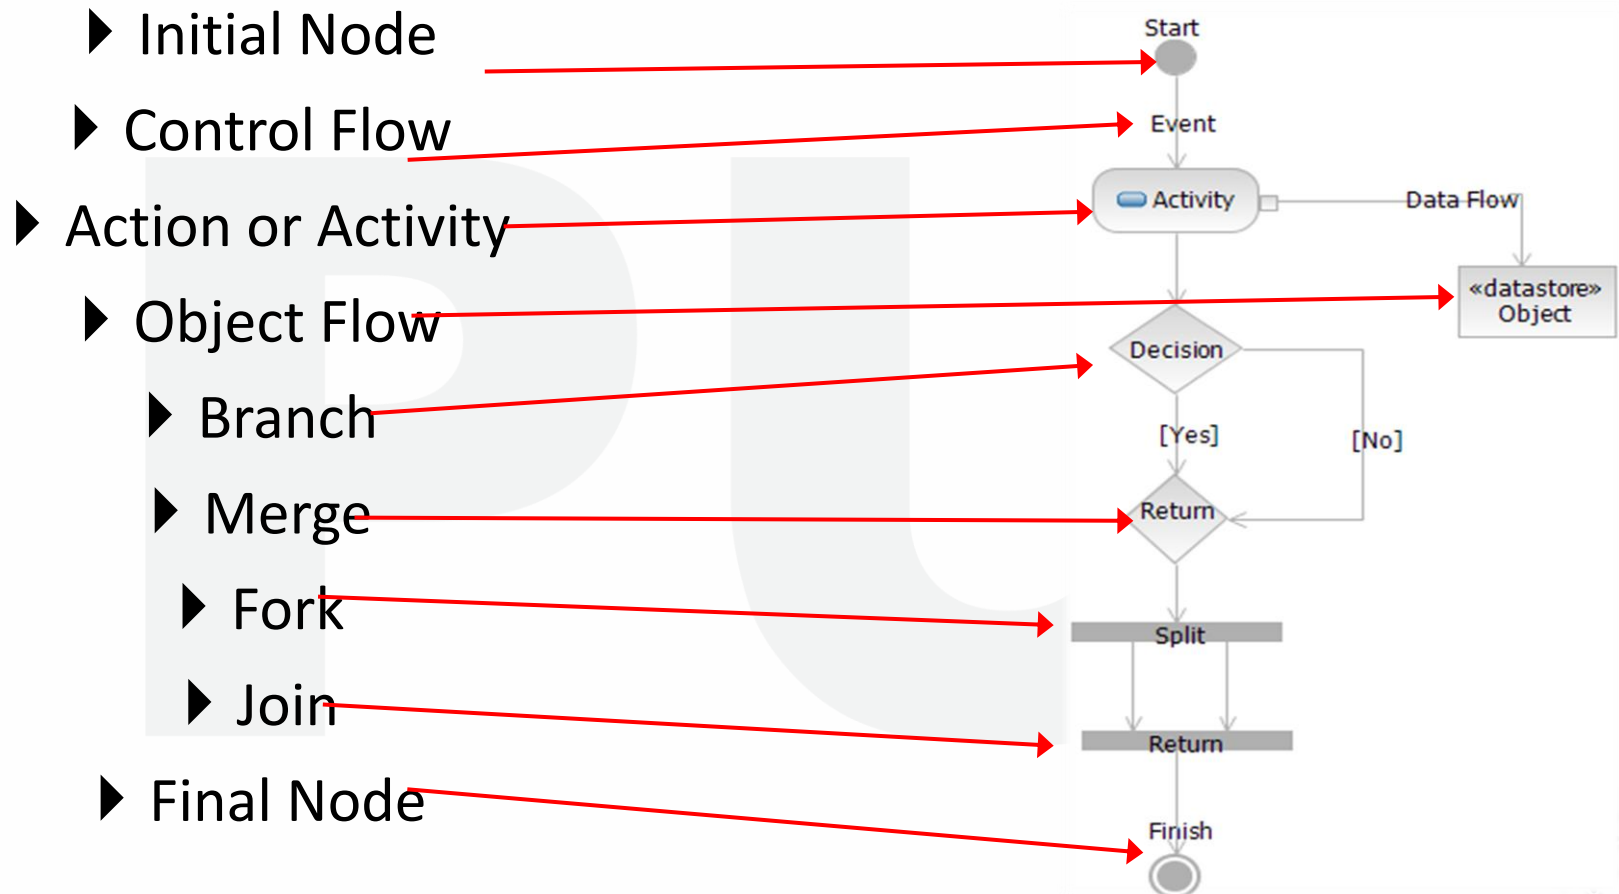 Initial Node
Control Flow
Action or Activity
Object Flow
Branch
Merge
Fork
Join
Final Node
Start
Event
Activity
Data Flow
«datastore»
Object
Decision
[Yes]
[No]
Return
Split
Return
Finish